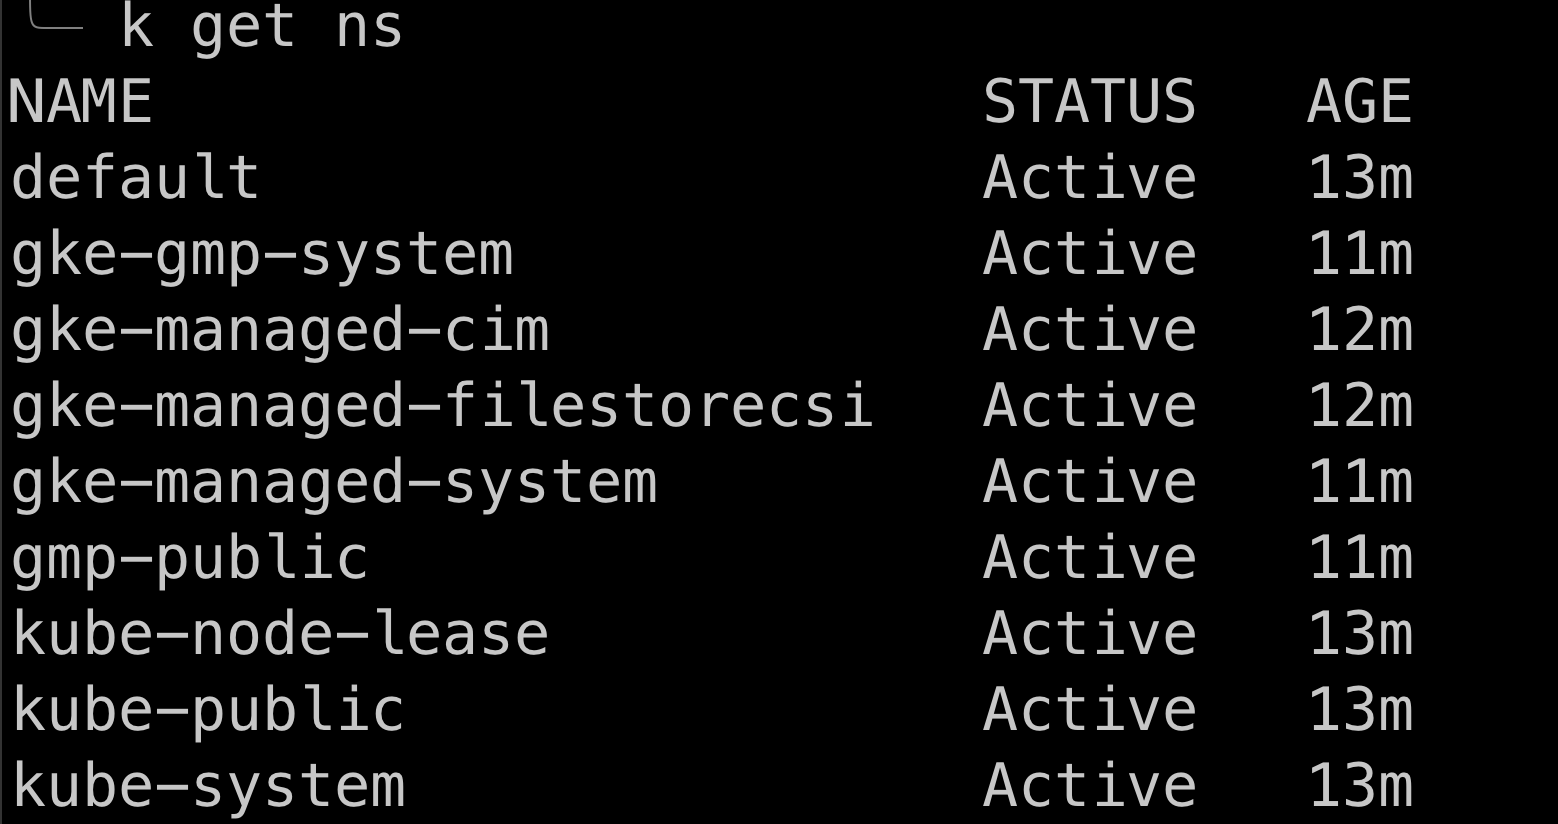 k get ns
NAME STATUS AGE
default Active 13m
gke-gmp-system Active 11m
gke-managed-cim Active 12m
gke-managed-filestorecsi Active 12m
gke-managed-system Active 11m
gmp-public Active 11m
kube-node-lease Active 13m
kube-public Active 13m
kube-system Active 13m